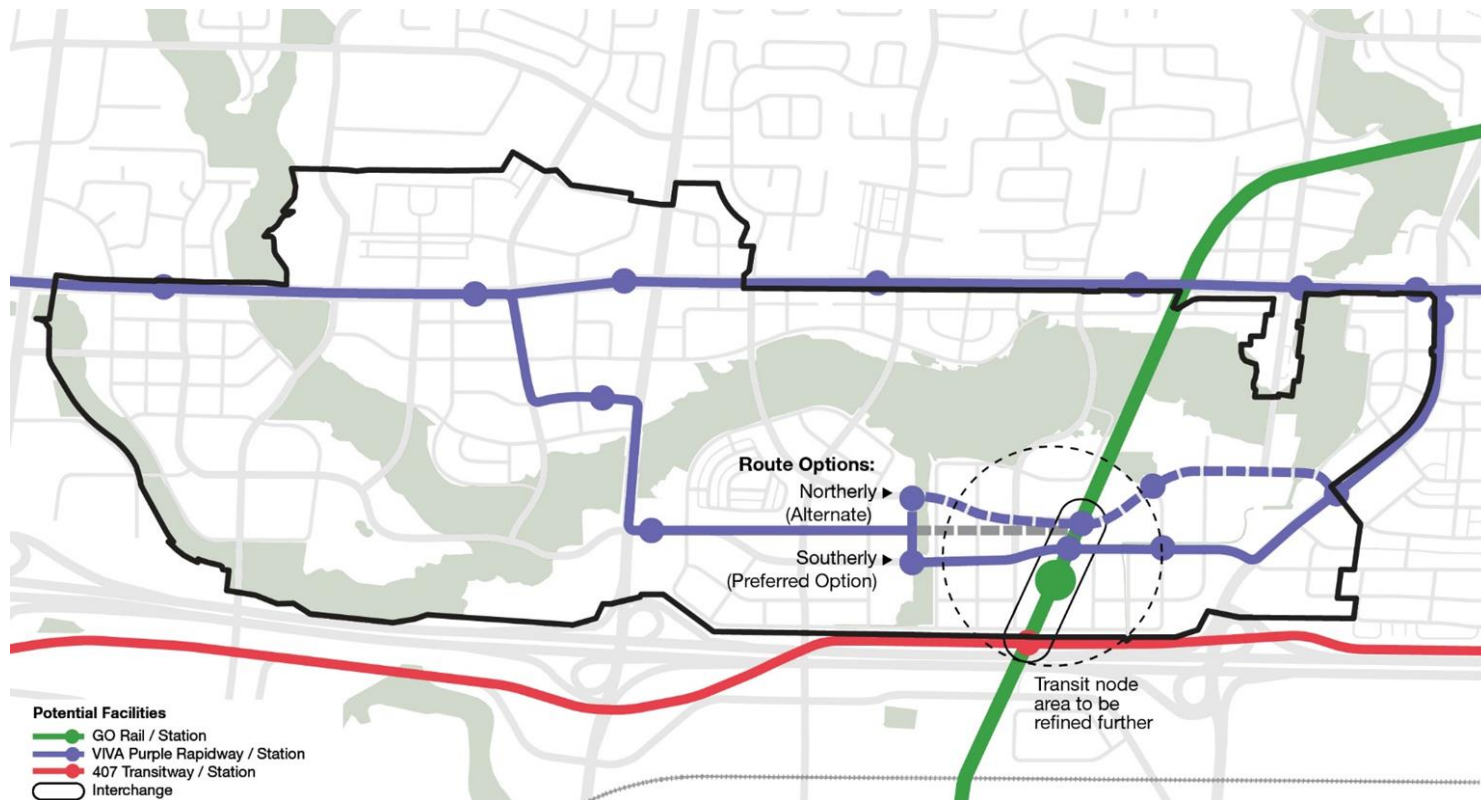 Route Options:
Northerly ▸
(Alternate)
Southerly ▸
(Preferred Option)
Transit node
area to be
refined further
Potential Facilities
GO Rail / Station
VIVA Purple Rapidway / Station
407 Transitway / Station
Interchange